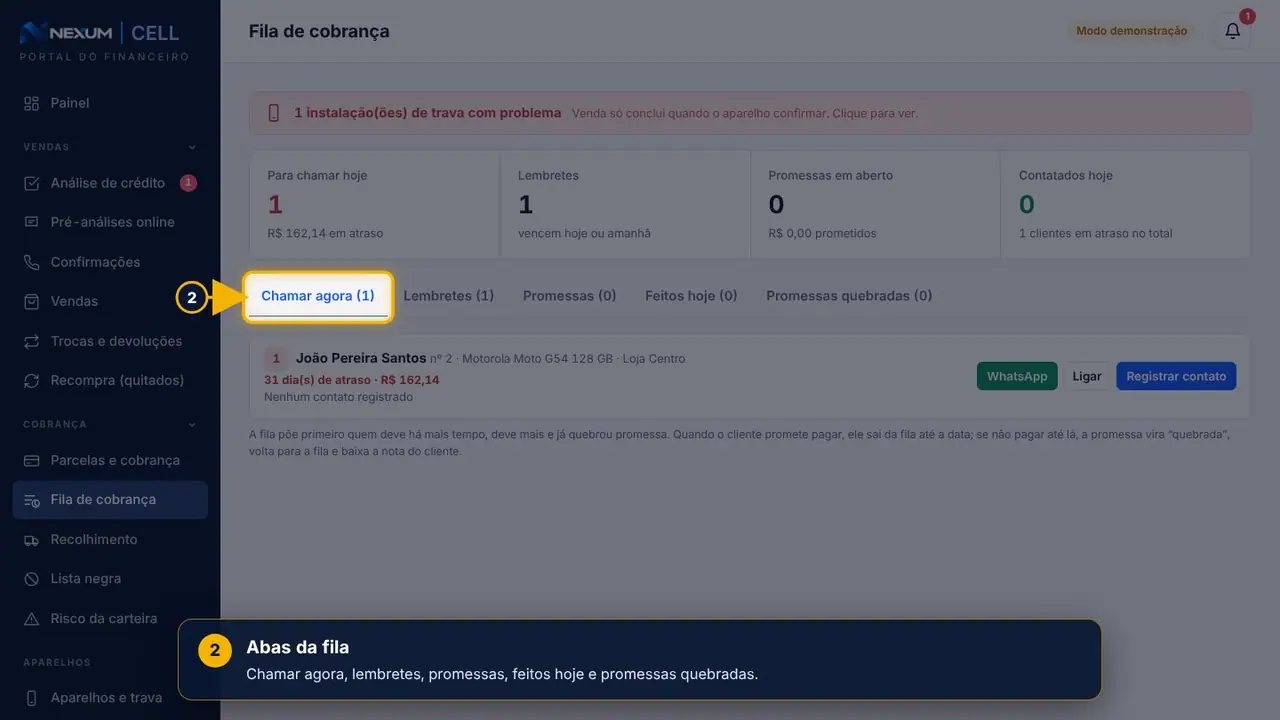 NEXUM | CELL
PORTAL DO FINANCEIRO
Painel
VENDAS
Análise de crédito 1
Pré-análises online
Confirmações
Vendas
Trocas e devoluções
Recompra (quitados)
COBRANÇA
Parcelas e cobrança
Fila de cobrança
Recolhimento
Lista negra
Risco da carteira
APARELHOS
Aparelhos e trava
Fila de cobrança
Modo demonstração
1
1 instalação(ões) de trava com problema Venda só conclui quando o aparelho confirmar. Clique para ver.
Para chamar hoje
1
R$ 162,14 em atraso
Lembretes
1
vencem hoje ou amanhã
Promessas em aberto
0
R$ 0,00 prometidos
Contatados hoje
0
1 clientes em atraso no total
2
Chamar agora (1) Lembretes (1) Promessas (0) Feitos hoje (0) Promessas quebradas (0)
1 João Pereira Santos nº 2 · Motorola Moto G54 128 GB · Loja Centro
31 dia(s) de atraso · R$ 162,14
Nenhum contato registrado
WhatsApp Ligar Registrar contato
A fila põe primeiro quem deve há mais tempo, deve mais e já quebrou promessa. Quando o cliente promete pagar, ele sai da fila até a data; se não pagar até lá, a promessa vira “quebrada”,
volta para a fila e baixa a nota do cliente.
2 Abas da fila
Chamar agora, lembretes, promessas, feitos hoje e promessas quebradas.